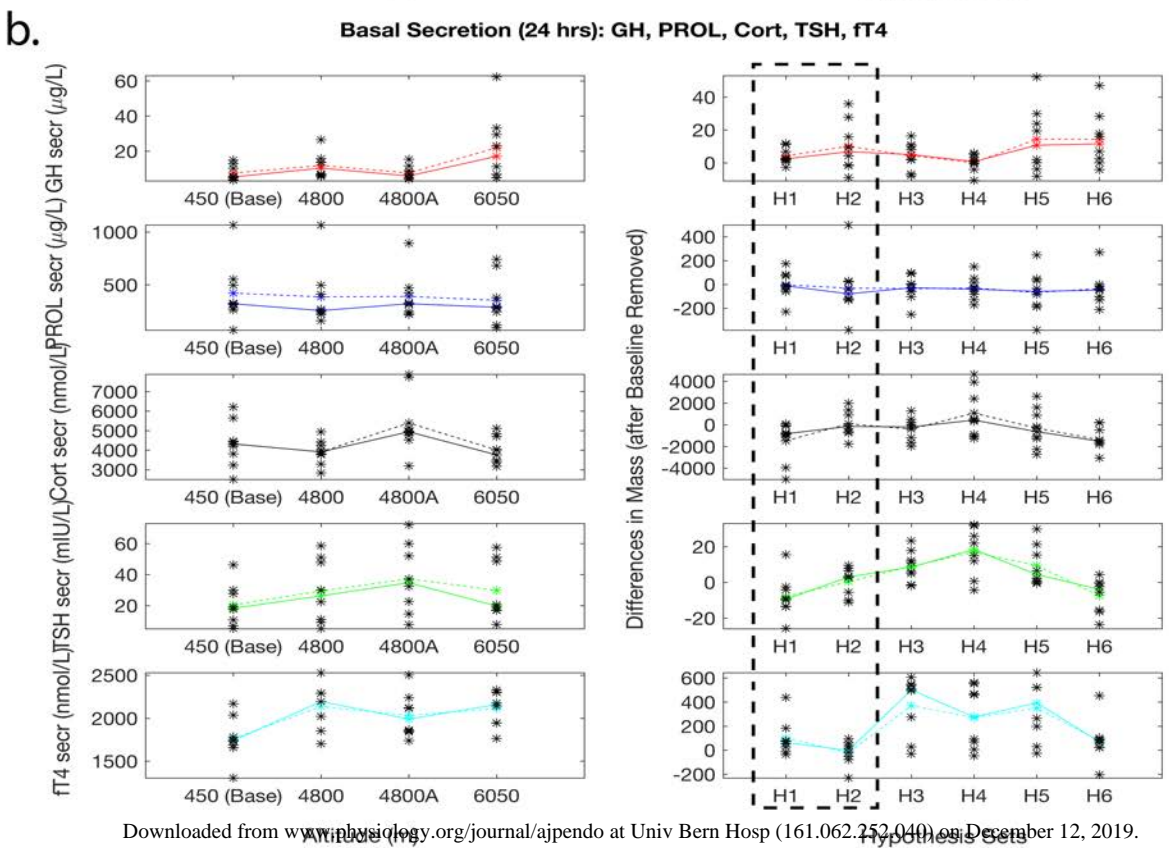 b.
Basal Secretion (24 hrs): GH, PROL, Cort, TSH, fT4
GH secr (μg/L)
60
40
20
450 (Base) 4800 4800A 6050
PROL secr (μg/L)
1000
500
450 (Base) 4800 4800A 6050
Cort secr (nmol/L)
7000
6000
5000
4000
3000
450 (Base) 4800 4800A 6050
TSH secr (mIU/L)
60
40
20
450 (Base) 4800 4800A 6050
fT4 secr (nmol/L)
2500
2000
1500
450 (Base) 4800 4800A 6050
Altitude (m)
Differences in Mass (after Baseline Removed)
40
20
0
H1 H2 H3 H4 H5 H6
400
200
0
-200
H1 H2 H3 H4 H5 H6
4000
2000
0
-2000
-4000
H1 H2 H3 H4 H5 H6
20
0
-20
H1 H2 H3 H4 H5 H6
600
400
200
0
-200
H1 H2 H3 H4 H5 H6
Hypothesis Sets
Downloaded from www.physiology.org/journal/ajpendo at Univ Bern Hosp (161.062.252.040) on December 12, 2019.